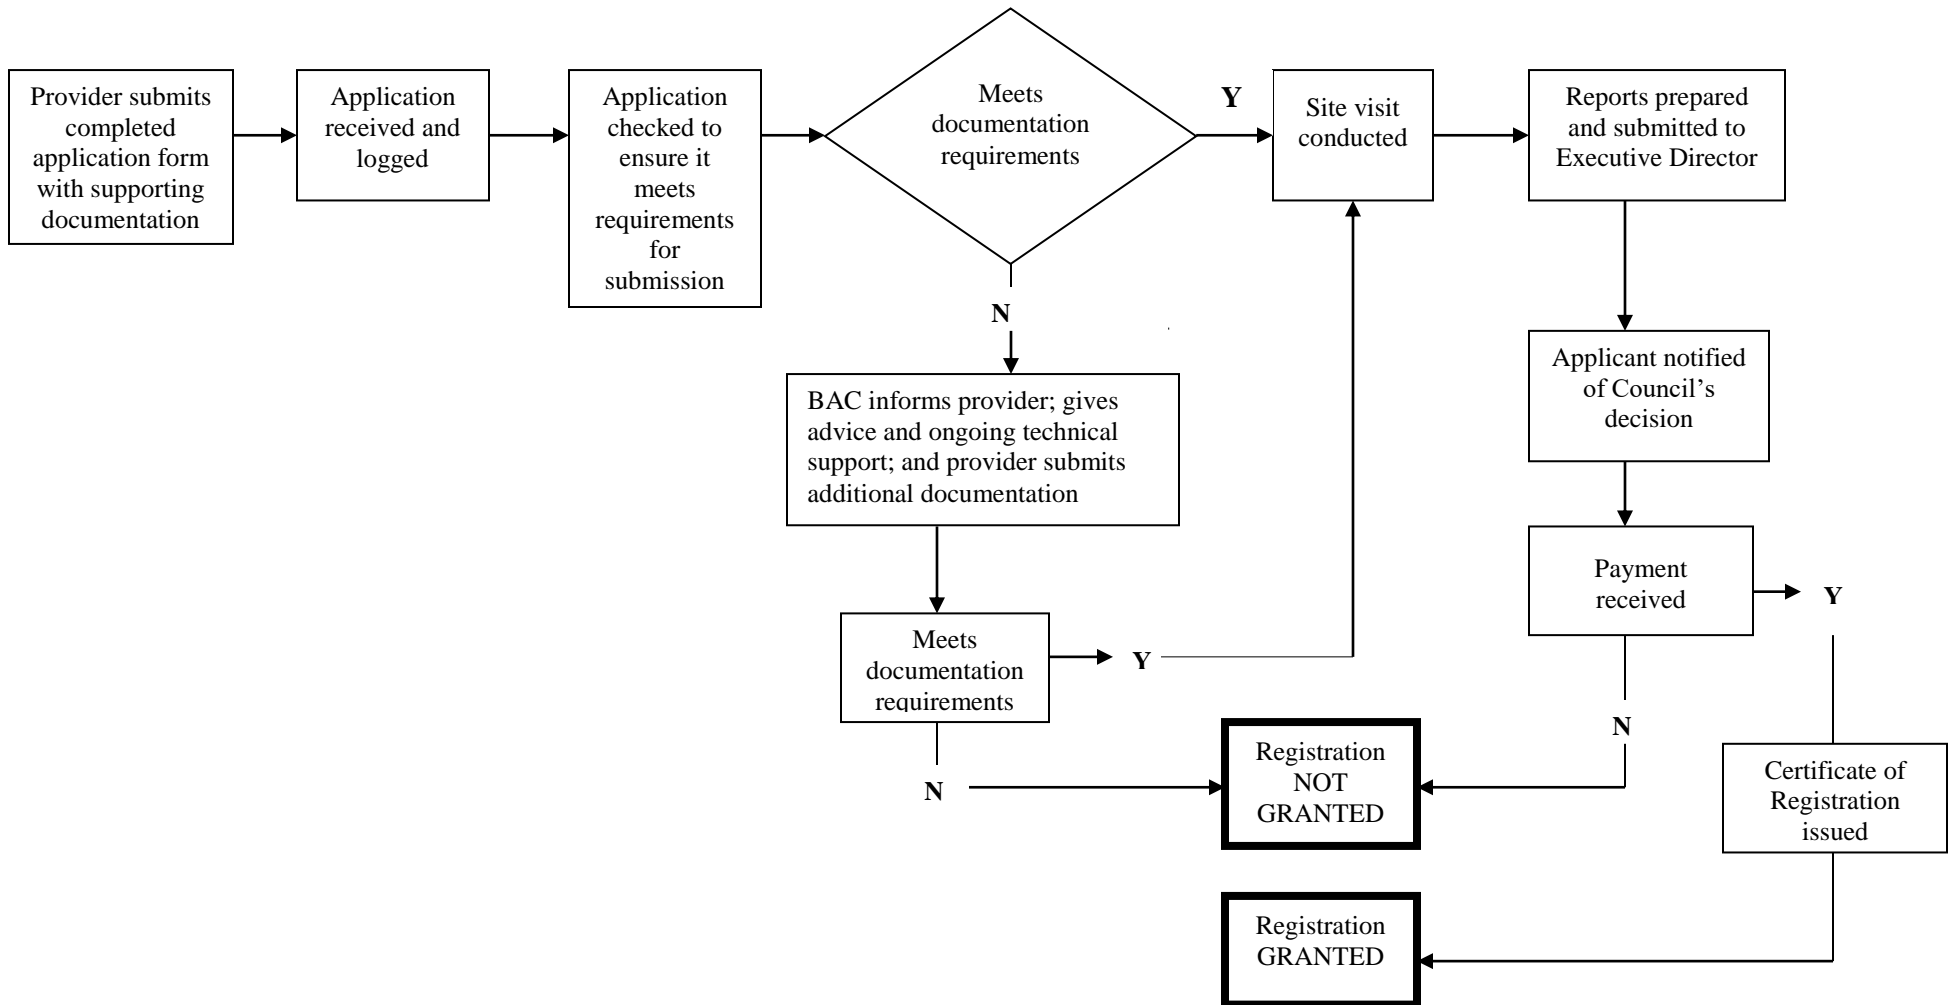 Provider submits
completed
application form
with supporting
documentation
Application
received and
logged
Application
checked to
ensure it
meets
requirements
for
submission
Meets
documentation
requirements
Y
Site visit
conducted
Reports prepared
and submitted to
Executive Director
N
BAC informs provider; gives
advice and ongoing technical
support; and provider submits
additional documentation
Applicant notified
of Council’s
decision
Payment
received
Y
Meets
documentation
requirements
Y
N
N
Registration
NOT
GRANTED
Certificate of
Registration
issued
Registration
GRANTED